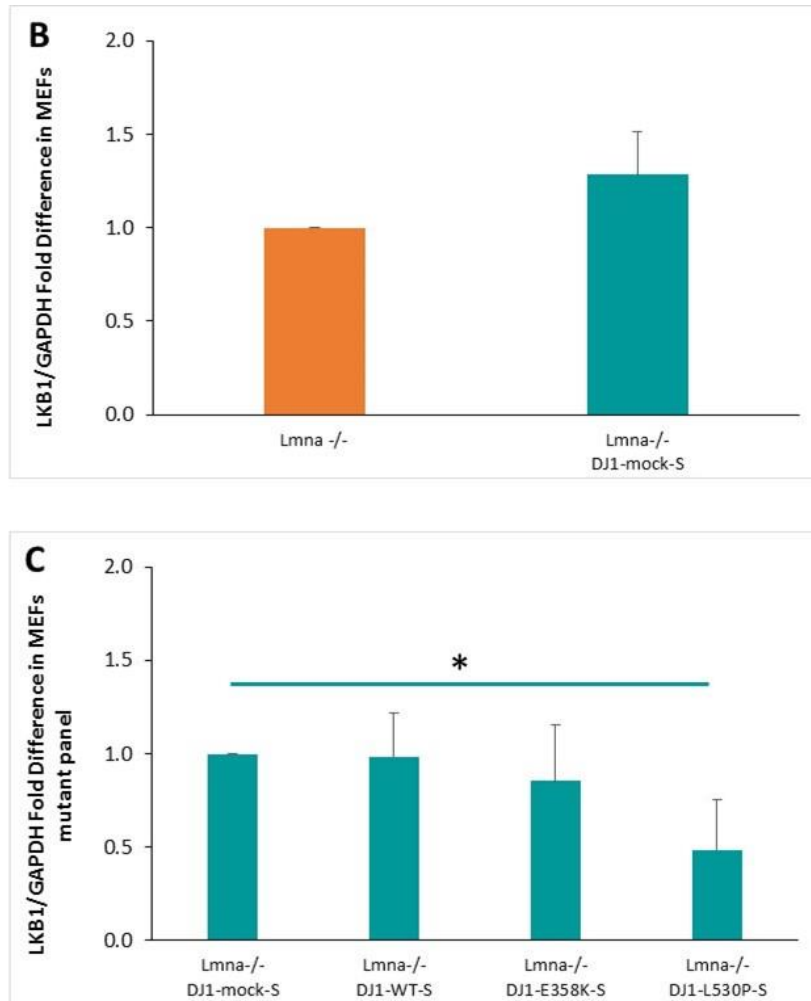 B
LKB1/GAPDH Fold Difference in MEFs
2.0
1.5
1.0
0.5
0.0
Lmna -/-
Lmna-/-
DJ1-mock-S
C
LKB1/GAPDH Fold Difference in MEFs
mutant panel
2.0
1.5
1.0
0.5
0.0
*
Lmna-/-
DJ1-mock-S
Lmna-/-
DJ1-WT-S
Lmna-/-
DJ1-E358K-S
Lmna-/-
DJ1-L530P-S